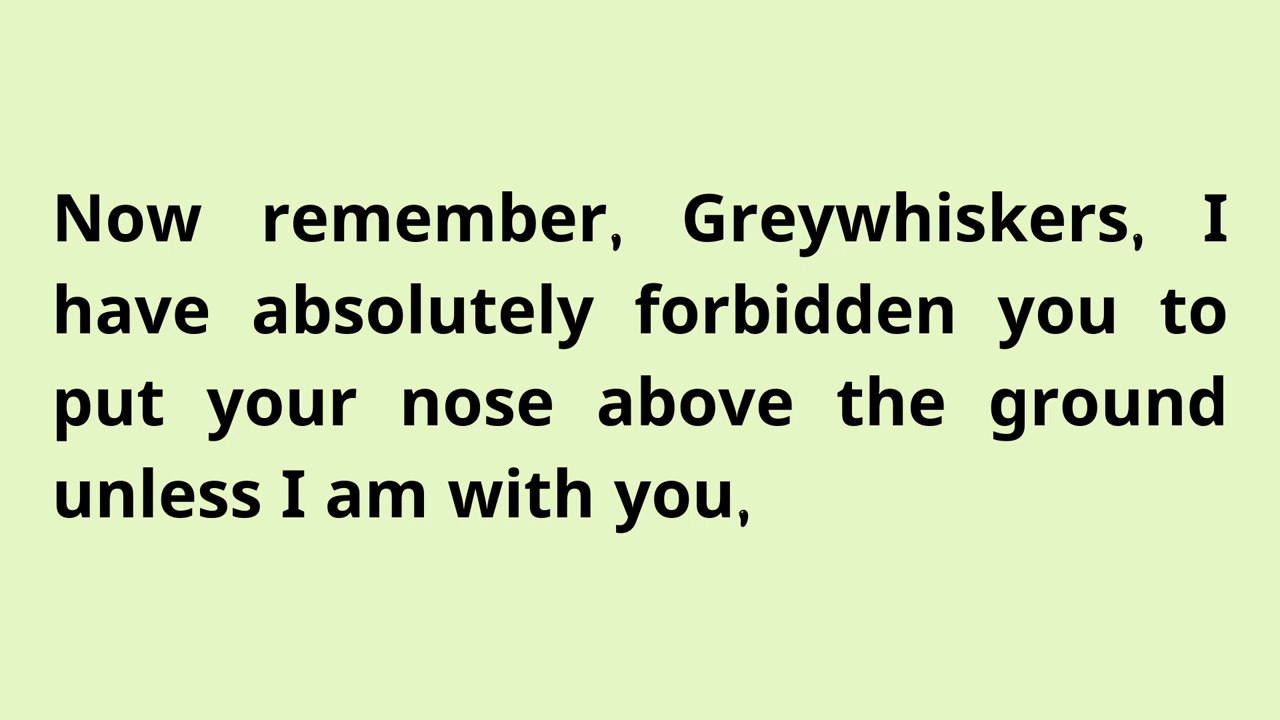 Now remember, Greywhiskers, I
have absolutely forbidden you to
put your nose above the ground
unless I am with you,